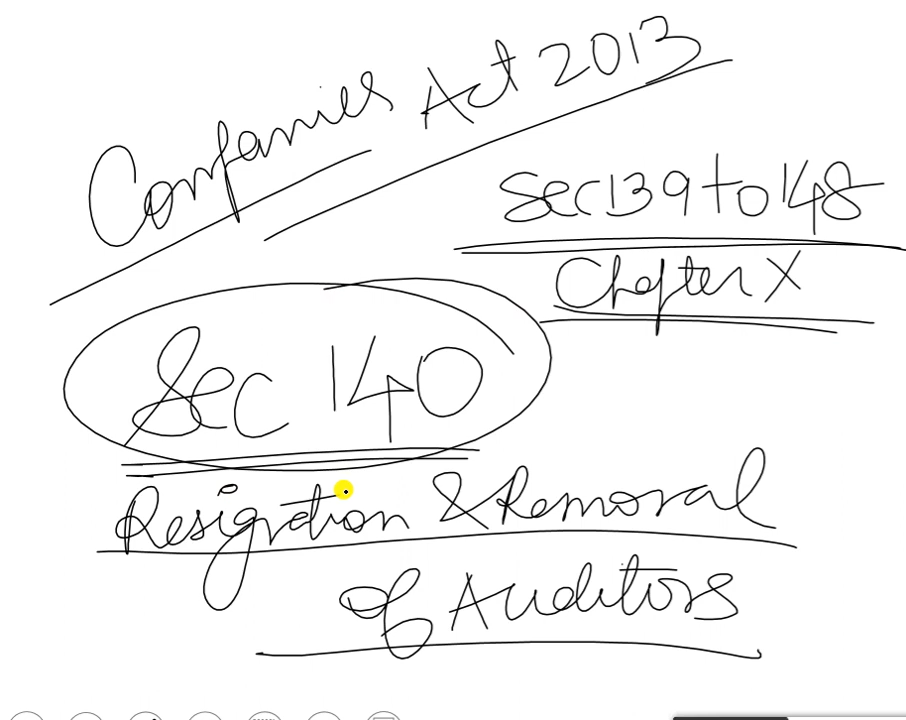 Companies Act 2013
Sec 139 to 148
Chapter X
Sec 140
Resignation & Removal
of Auditors